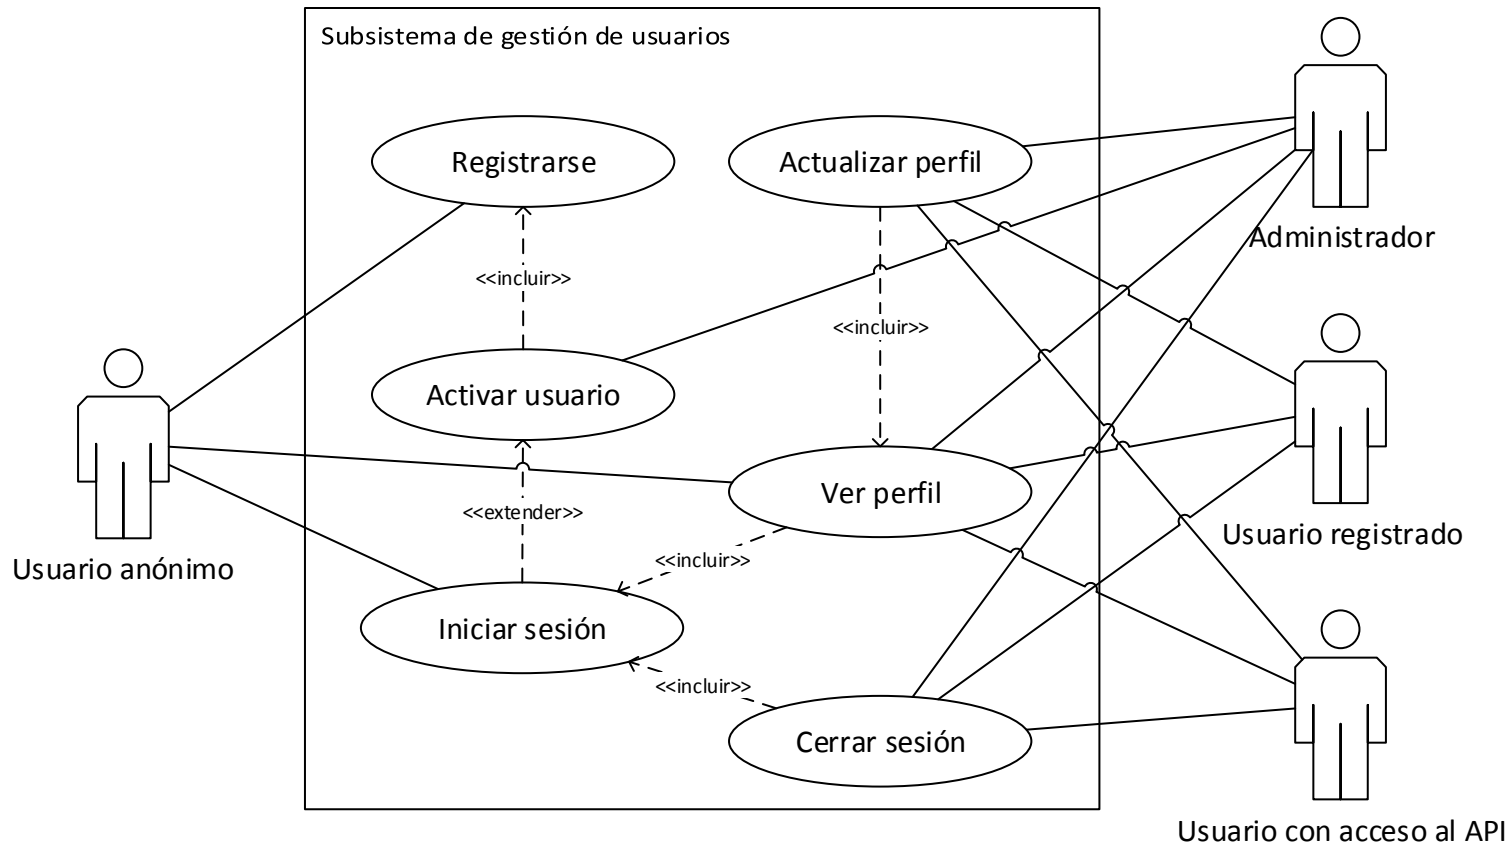 Subsistema de gestión de usuarios
Registrarse
Actualizar perfil
Administrador
<<incluir>>
<<incluir>>
Activar usuario
Ver perfil
Usuario registrado
<<extender>>
Usuario anónimo
<<incluir>>
Iniciar sesión
<<incluir>>
Cerrar sesión
Usuario con acceso al API